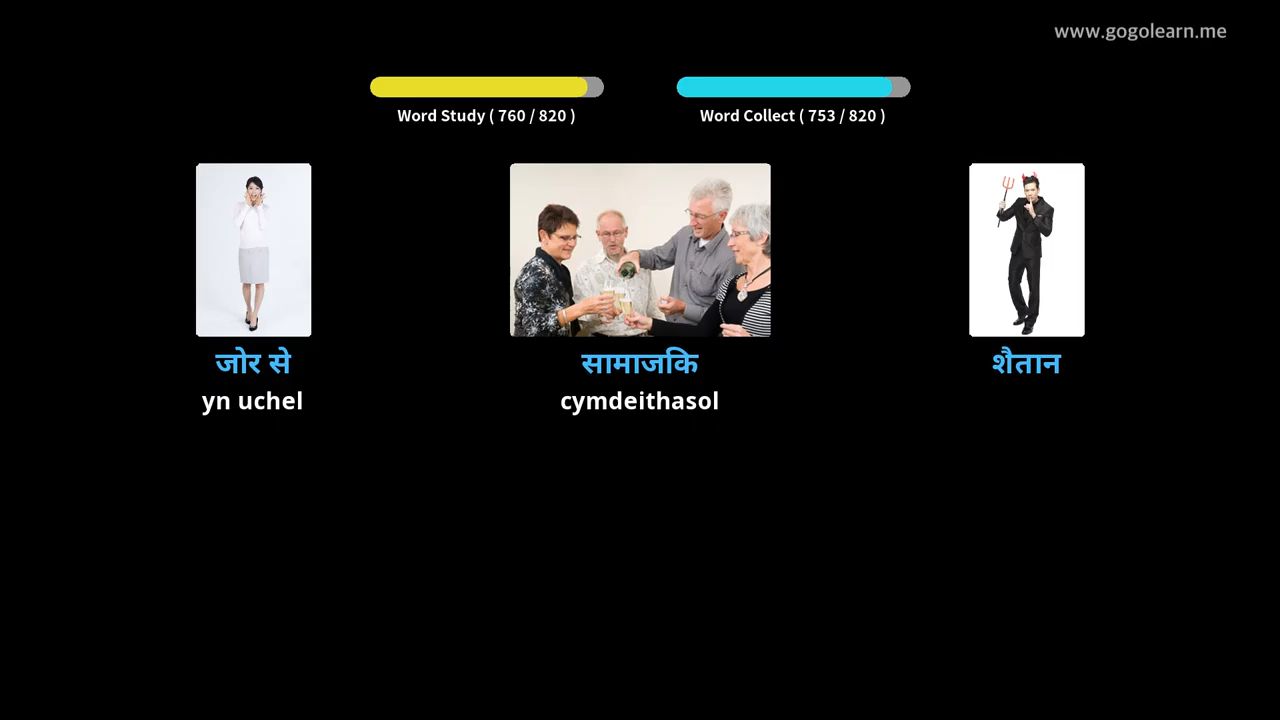 www.gogolearn.me
Word Study ( 760 / 820 )
Word Collect ( 753 / 820 )
जोर से
सामाजकि
शैतान
yn uchel
cymdeithasol